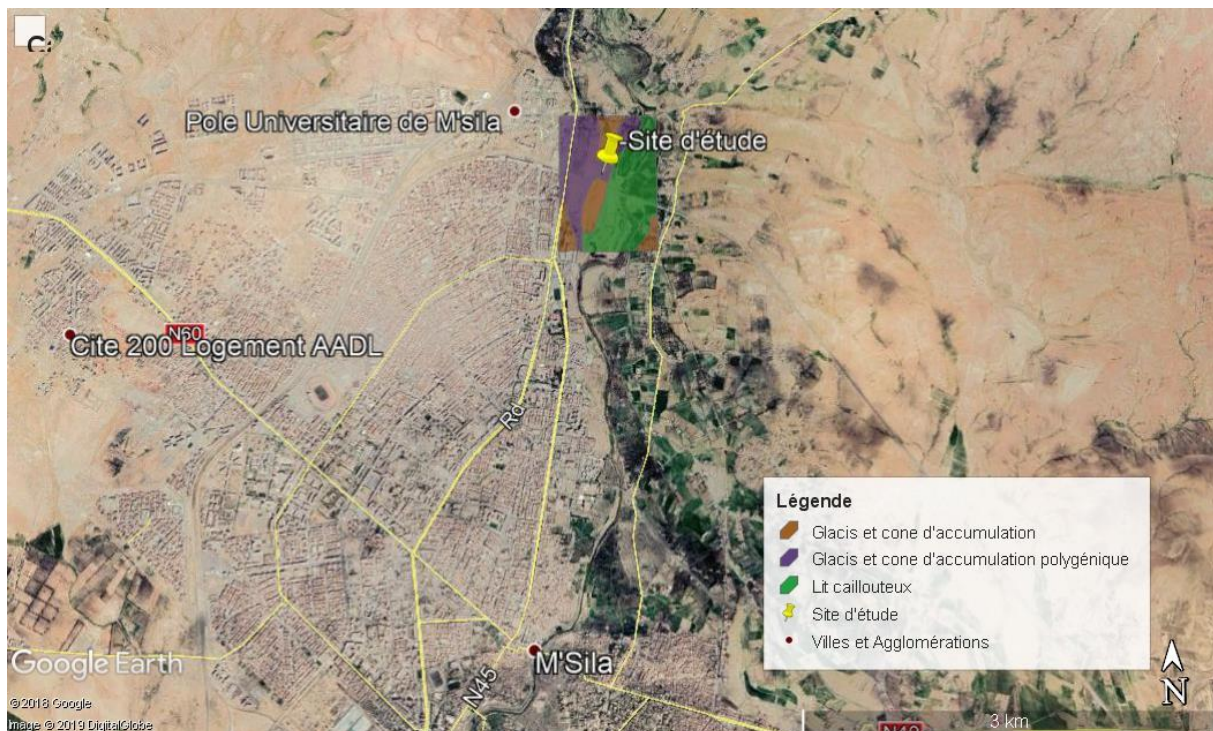 Pole Universitaire de M'sila
Site d'étude
N60
Cite 200 Logement AADL
Rd
Légende
Glacis et cone d'accumulation
Glacis et cone d'accumulation polygénique
Lit caillouteux
Site d'étude
Villes et Agglomérations
M'Sila
N45
N
Google Earth
© 2018 Google
Image © 2019 DigitalGlobe
3 km